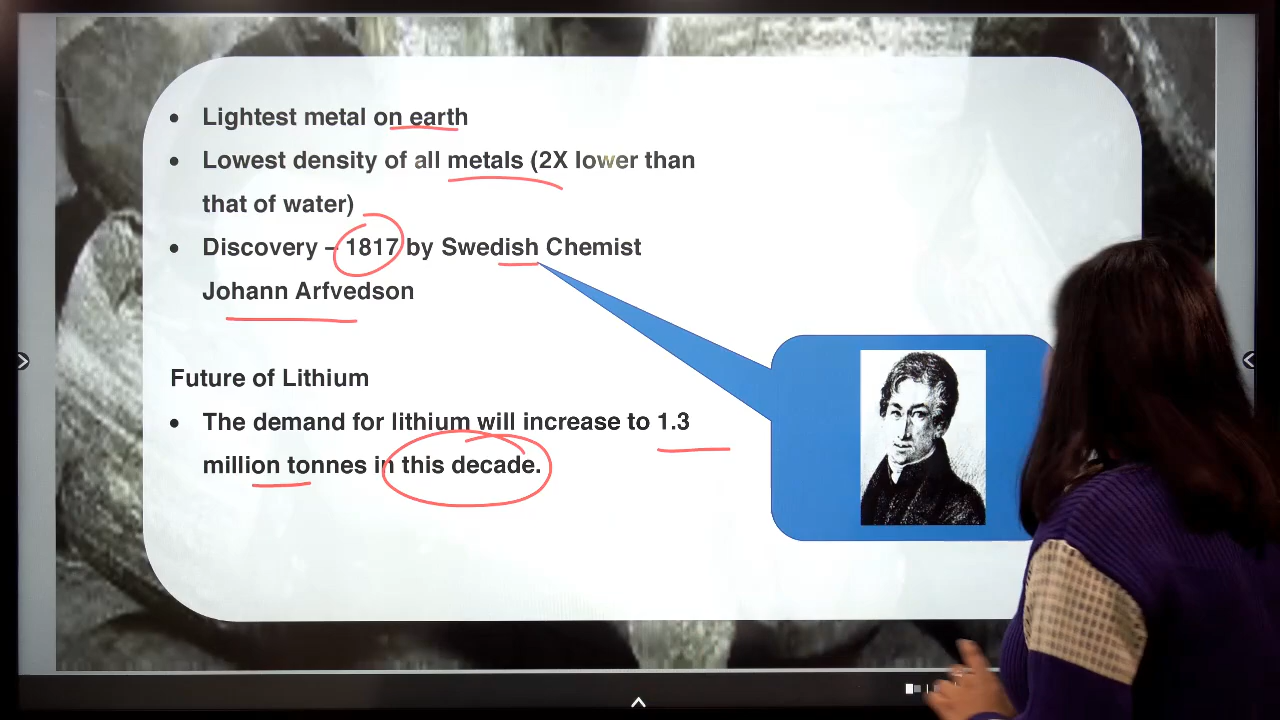 • Lightest metal on earth
• Lowest density of all metals (2X lower than
that of water)
• Discovery – 1817 by Swedish Chemist
Johann Arfvedson
Future of Lithium
• The demand for lithium will increase to 1.3
million tonnes in this decade.